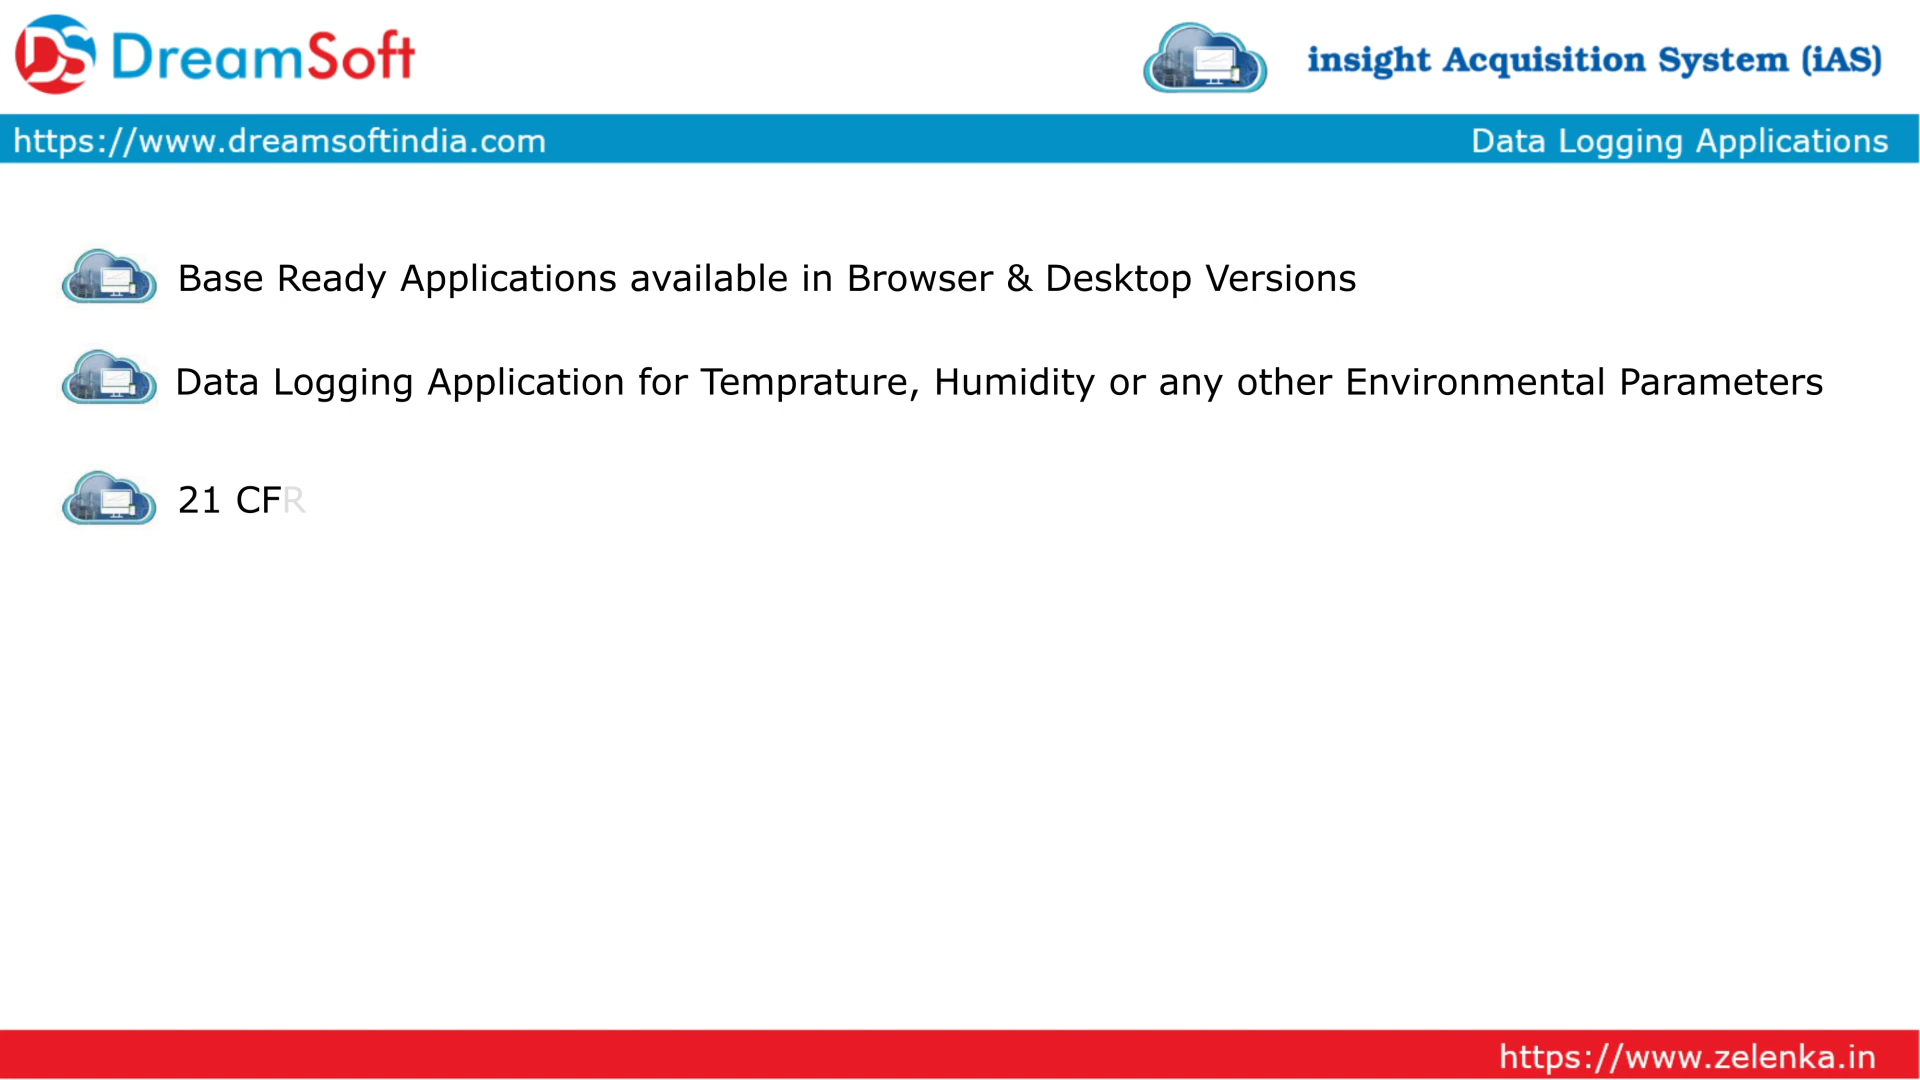 DS DreamSoft
insight Acquisition System (iAS)
https://www.dreamsoftindia.com
Data Logging Applications
Base Ready Applications available in Browser & Desktop Versions
Data Logging Application for Temprature, Humidity or any other Environmental Parameters
21 CFR
https://www.zelenka.in